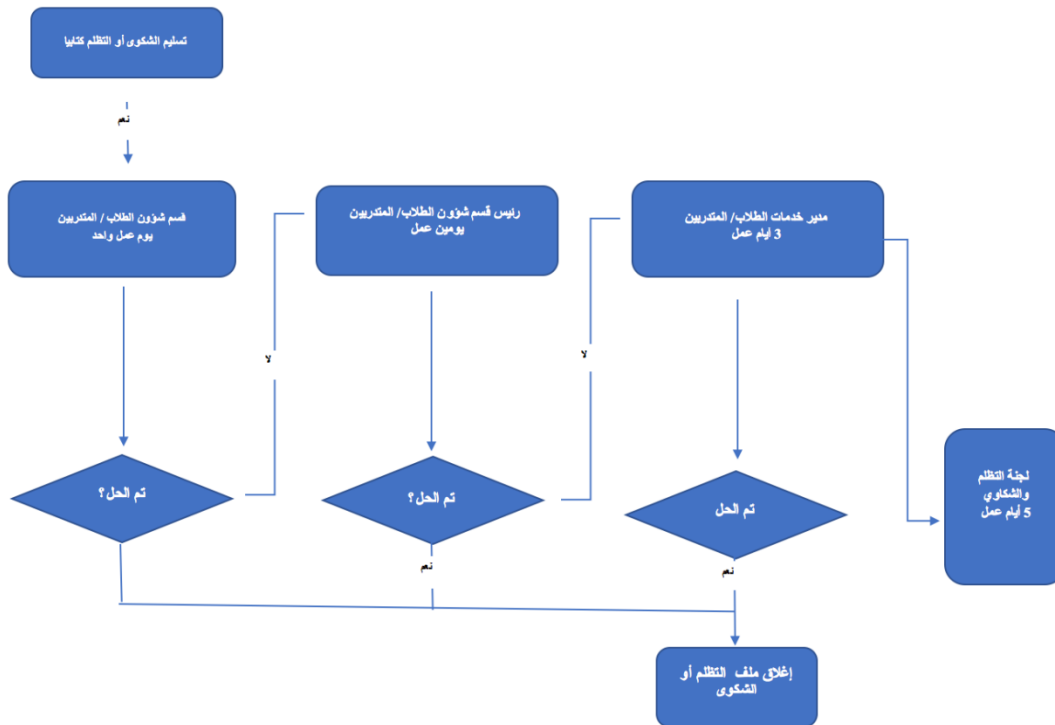 تسليم الشكوى أو التظلم كتابيا
نعم
قسم شؤون الطلاب / المتدربين
يوم عمل واحد
رئيس قسم شؤون الطلاب/ المتدربين
يومين عمل
مدير خدمات الطلاب/ المتدربين
3 أيام عمل
لا
لا
تم الحل؟
تم الحل؟
تم الحل
لجنة التظلم
والشكاوي
5 أيام عمل
نعم
نعم
إغلاق ملف التظلم أو
الشكوى